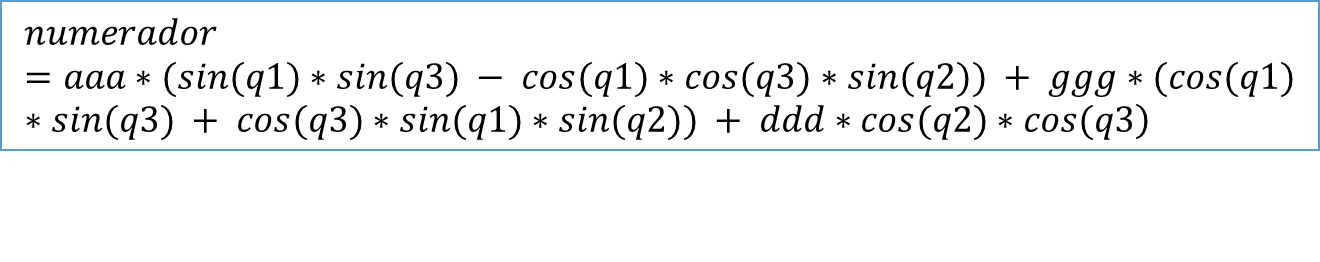 numerador
= aaa ∗ (sin(q1) ∗ sin(q3) − cos(q1) ∗ cos(q3) ∗ sin(q2)) + ggg ∗ (cos(q1)
∗ sin(q3) + cos(q3) ∗ sin(q1) ∗ sin(q2)) + ddd ∗ cos(q2) ∗ cos(q3)